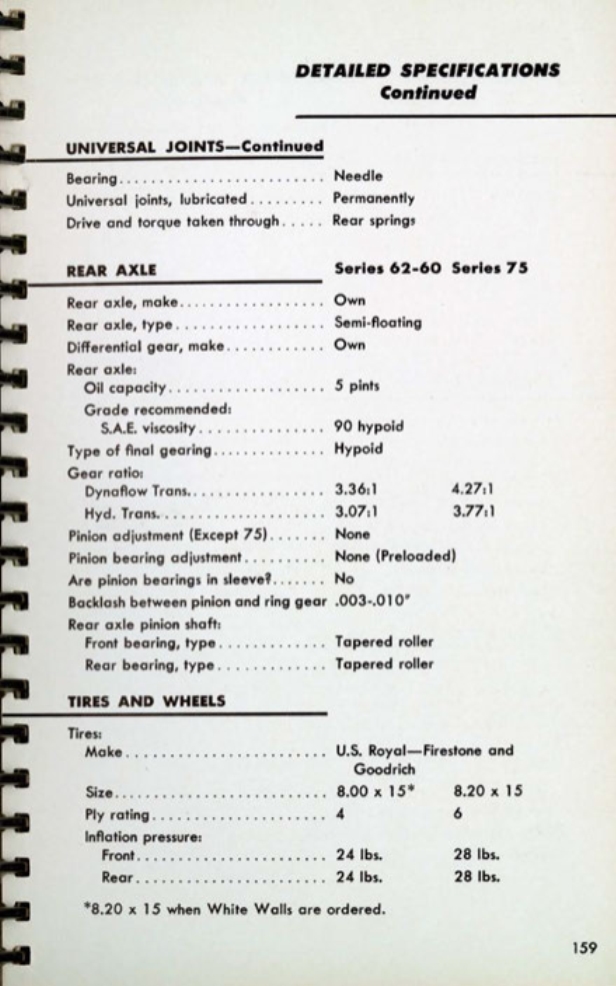 DETAILED SPECIFICATIONS
Continued
UNIVERSAL JOINTS—Continued
Bearing.......................... Needle
Universal joints, lubricated......... Permanently
Drive and torque taken through..... Rear springs
REAR AXLE Series 62-60 Series 75
Rear axle, make.................. Own
Rear axle, type................... Semi-floating
Differential gear, make............ Own
Rear axle:
Oil capacity.................... 5 pints
Grade recommended:
S.A.E. viscosity................ 90 hypoid
Type of final gearing.............. Hypoid
Gear ratio:
Dynaflow Trans.................. 3.36:1 4.27:1
Hyd. Trans...................... 3.07:1 3.77:1
Pinion adjustment (Except 75)....... None
Pinion bearing adjustment.......... None (Preloaded)
Are pinion bearings in sleeve?....... No
Backlash between pinion and ring gear .003-.010"
Rear axle pinion shaft:
Front bearing, type.............. Tapered roller
Rear bearing, type.............. Tapered roller
TIRES AND WHEELS
Tires:
Make......................... U.S. Royal—Firestone and
Goodrich
Size........................... 8.00 x 15* 8.20 x 15
Ply rating...................... 4 6
Inflation pressure:
Front........................ 24 lbs. 28 lbs.
Rear........................ 24 lbs. 28 lbs.
*8.20 x 15 when White Walls are ordered.
159